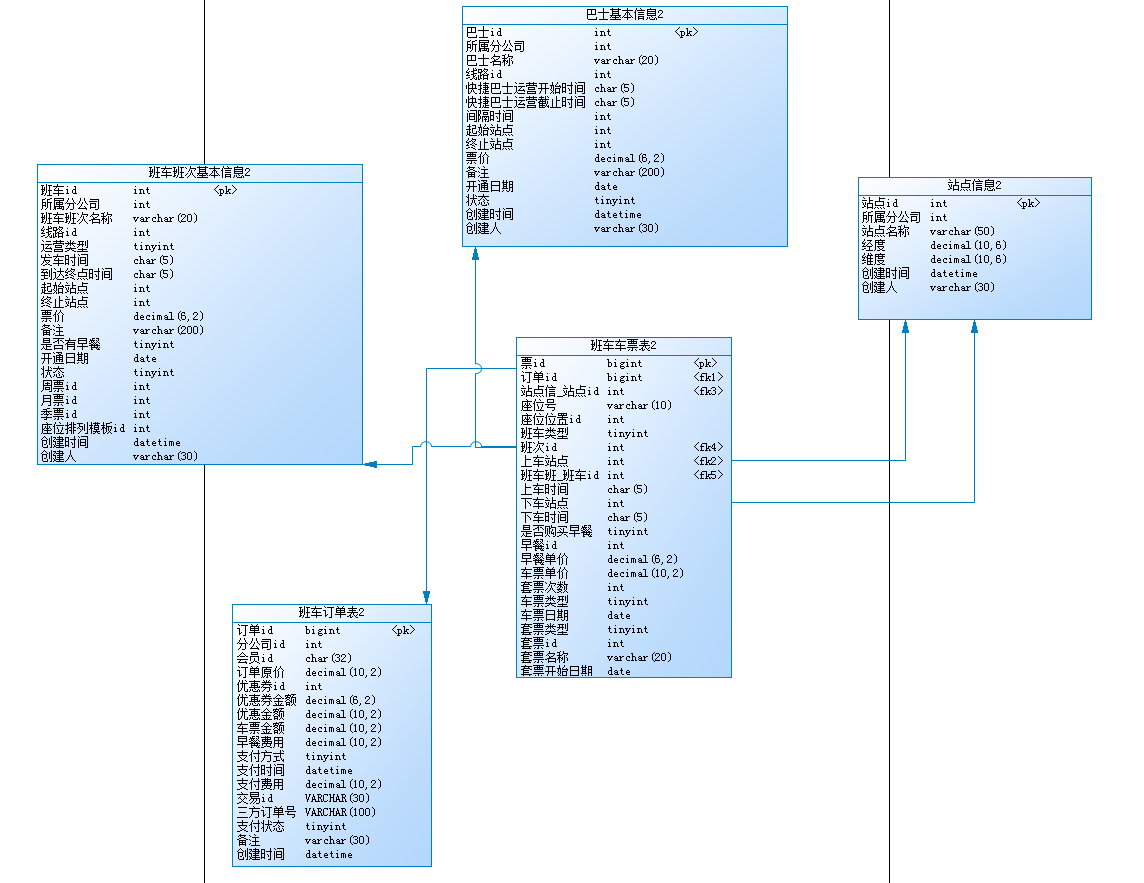 巴士基本信息2
巴士id int <pk>
所属分公司 int
巴士名称 varchar(20)
线路id int
快捷巴士运营开始时间 char(5)
快捷巴士运营截止时间 char(5)
间隔时间 int
起始站点 int
终止站点 int
票价 decimal(6,2)
备注 varchar(200)
开通日期 date
状态 tinyint
创建时间 datetime
创建人 varchar(30)
班车班次基本信息2
班车id int <pk>
所属分公司 int
班车班次名称 varchar(20)
线路id int
运营类型 tinyint
发车时间 char(5)
到达终点时间 char(5)
起始站点 int
终止站点 int
票价 decimal(6,2)
备注 varchar(200)
是否有早餐 tinyint
开通日期 date
状态 tinyint
周票id int
月票id int
季票id int
座位排列模板id int
创建时间 datetime
创建人 varchar(30)
站点信息2
站点id int <pk>
所属分公司 int
站点名称 varchar(50)
经度 decimal(10,6)
维度 decimal(10,6)
创建时间 datetime
创建人 varchar(30)
班车车票表2
票id bigint <pk>
订单id bigint <fk1>
站点信_站点id int <fk3>
座位号 varchar(10)
座位位置id int
班车类型 tinyint
班次id int <fk4>
上车站点 int <fk2>
班车班_班车id int <fk5>
上车时间 char(5)
下车站点 int
下车时间 char(5)
是否购买早餐 tinyint
早餐id int
早餐单价 decimal(6,2)
车票单价 decimal(10,2)
套票次数 int
车票类型 tinyint
车票日期 date
套票类型 tinyint
套票id int
套票名称 varchar(20)
套票开始日期 date
班车订单表2
订单id bigint <pk>
分公司id int
会员id char(32)
订单原价 decimal(10,2)
优惠券id int
优惠券金额 decimal(6,2)
优惠金额 decimal(10,2)
车票金额 decimal(10,2)
早餐费用 decimal(10,2)
支付方式 tinyint
支付时间 datetime
支付费用 decimal(10,2)
交易id VARCHAR(30)
三方订单号 VARCHAR(100)
支付状态 tinyint
备注 varchar(30)
创建时间 datetime